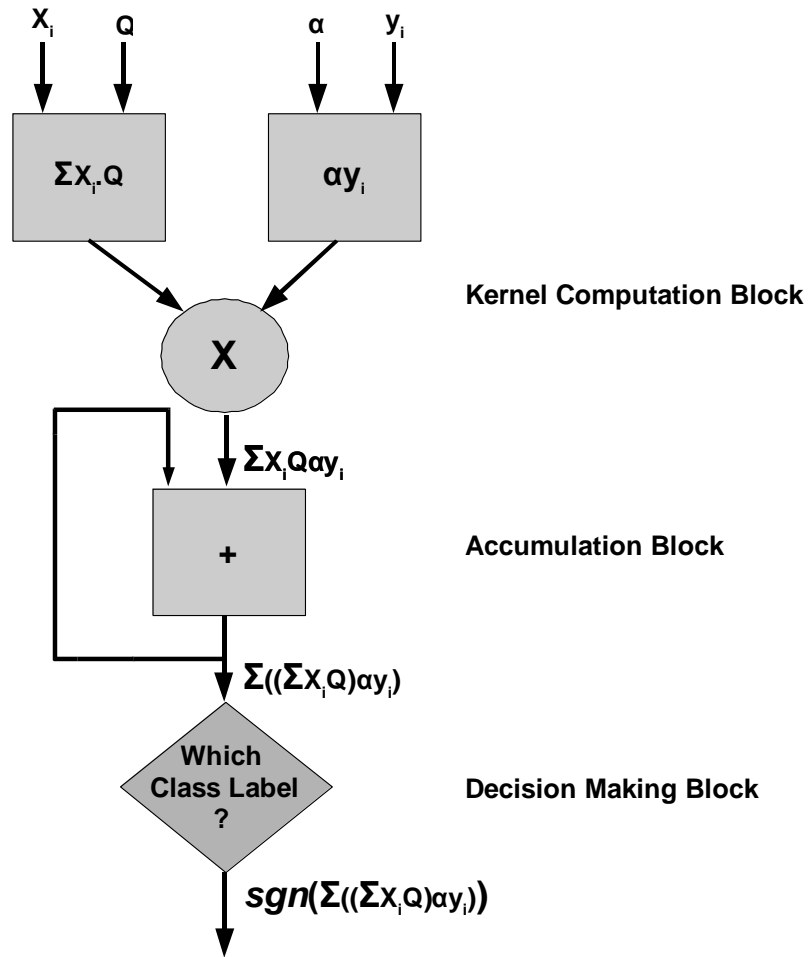 Xᵢ Q α yᵢ
ΣXᵢ.Q αyᵢ
Kernel Computation Block
X
ΣXᵢQαyᵢ
+
Accumulation Block
Σ((ΣXᵢQ)αyᵢ)
Which
Class Label
?
Decision Making Block
sgn(Σ((ΣXᵢQ)αyᵢ))